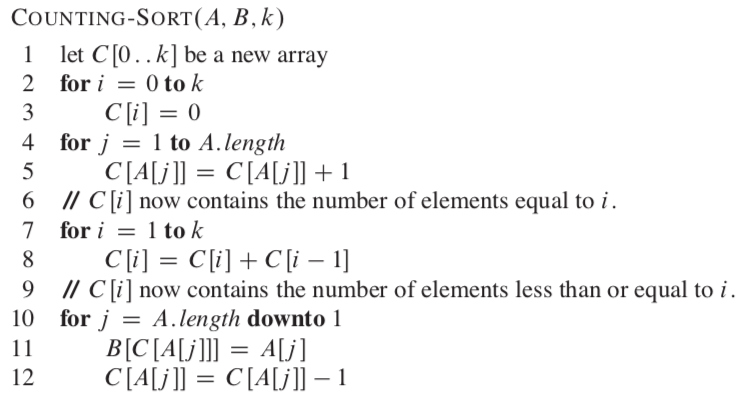 COUNTING-SORT(A, B, k)
1 let C[0..k] be a new array
2 for i = 0 to k
3 C[i] = 0
4 for j = 1 to A.length
5 C[A[j]] = C[A[j]] + 1
6 // C[i] now contains the number of elements equal to i.
7 for i = 1 to k
8 C[i] = C[i] + C[i − 1]
9 // C[i] now contains the number of elements less than or equal to i.
10 for j = A.length downto 1
11 B[C[A[j]]] = A[j]
12 C[A[j]] = C[A[j]] − 1